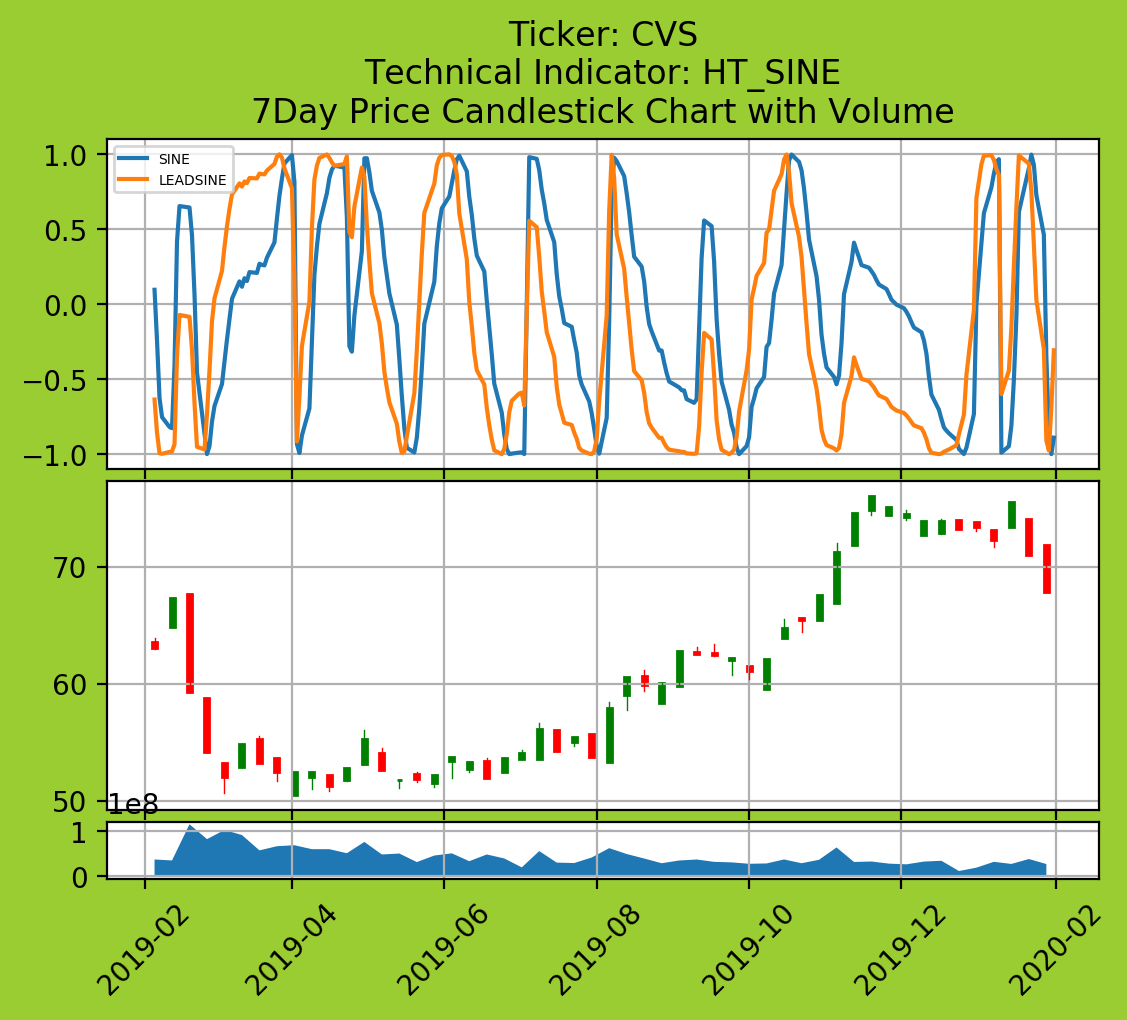 Ticker: CVS
Technical Indicator: HT_SINE
7Day Price Candlestick Chart with Volume
1.0
0.5
0.0
−0.5
−1.0
SINE
LEADSINE
70
60
50
1e8
1
0
2019-02
2019-04
2019-06
2019-08
2019-10
2019-12
2020-02